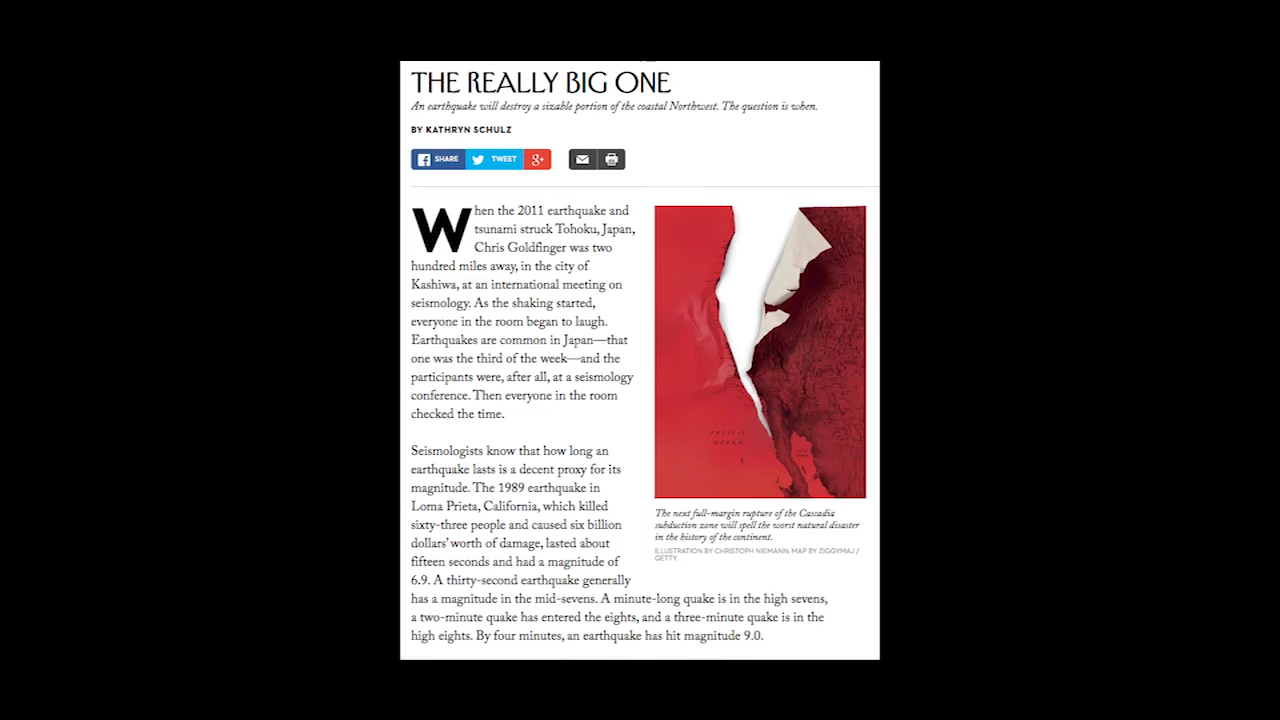 THE REALLY BIG ONE
An earthquake will destroy a sizable portion of the coastal Northwest. The question is when.
BY KATHRYN SCHULZ
SHARE TWEET g+
When the 2011 earthquake and
tsunami struck Tohoku, Japan,
Chris Goldfinger was two
hundred miles away, in the city of
Kashiwa, at an international meeting on
seismology. As the shaking started,
everyone in the room began to laugh.
Earthquakes are common in Japan—that
one was the third of the week—and the
participants were, after all, at a seismology
conference. Then everyone in the room
checked the time.
Seismologists know that how long an
earthquake lasts is a decent proxy for its
magnitude. The 1989 earthquake in
Loma Prieta, California, which killed
sixty-three people and caused six billion
dollars' worth of damage, lasted about
fifteen seconds and had a magnitude of
6.9. A thirty-second earthquake generally
has a magnitude in the mid-sevens. A minute-long quake is in the high sevens,
a two-minute quake has entered the eights, and a three-minute quake is in the
high eights. By four minutes, an earthquake has hit magnitude 9.0.
PACIFIC
OCEAN
The next full-margin rupture of the Cascadia
subduction zone will spell the worst natural disaster
in the history of the continent.
ILLUSTRATION BY CHRISTOPH NIEMANN; MAP BY ZIGGYMAJ /
GETTY